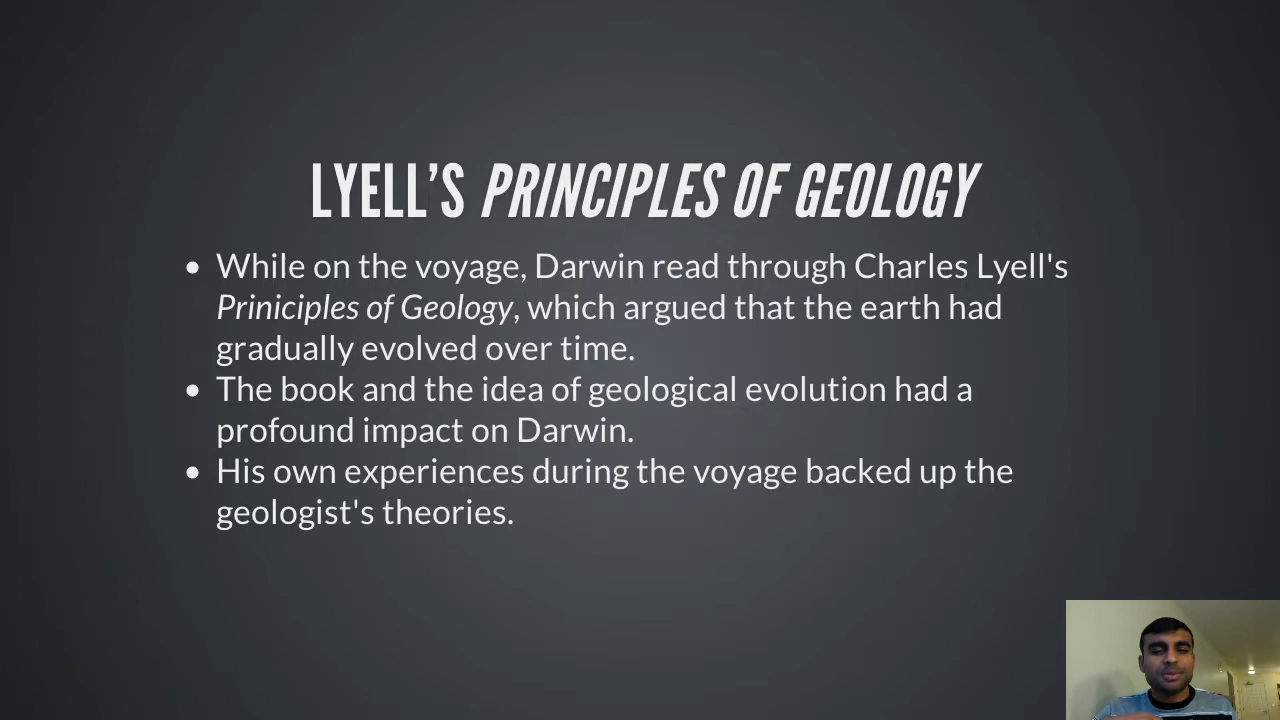 LYELL'S PRINCIPLES OF GEOLOGY
• While on the voyage, Darwin read through Charles Lyell's
Priniciples of Geology, which argued that the earth had
gradually evolved over time.
• The book and the idea of geological evolution had a
profound impact on Darwin.
• His own experiences during the voyage backed up the
geologist's theories.